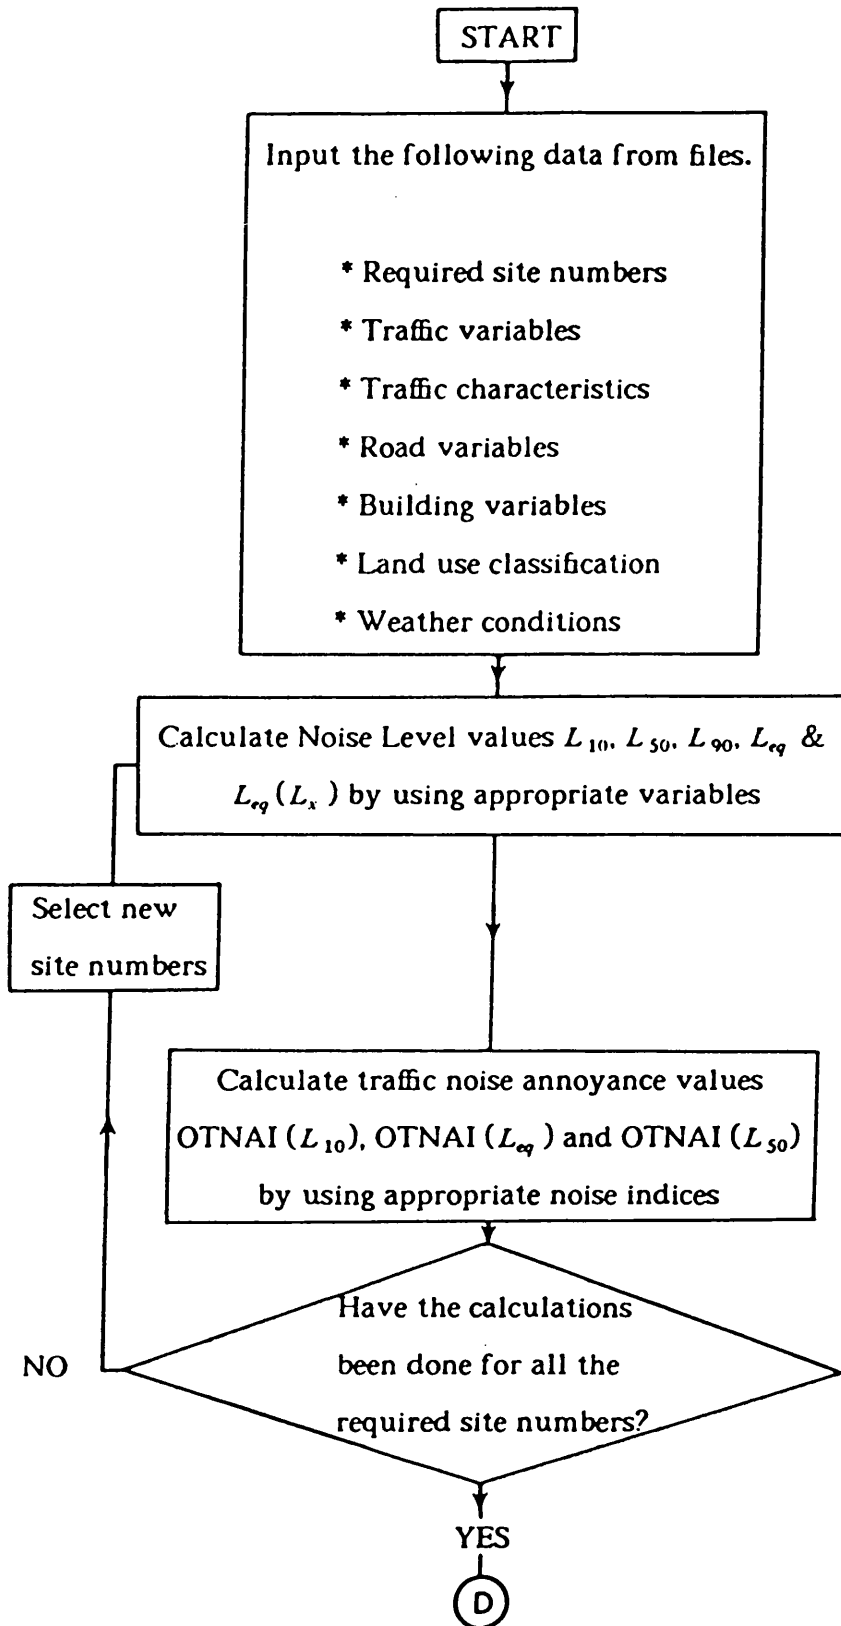 START
Input the following data from files.
* Required site numbers
* Traffic variables
* Traffic characteristics
* Road variables
* Building variables
* Land use classification
* Weather conditions
Calculate Noise Level values L₁₀, L₅₀, L₉₀, Lₑq &
Lₑq (Lₓ) by using appropriate variables
Select new
site numbers
Calculate traffic noise annoyance values
OTNAI (L₁₀), OTNAI (Lₑq) and OTNAI (L₅₀)
by using appropriate noise indices
Have the calculations
been done for all the
required site numbers?
NO
YES
D